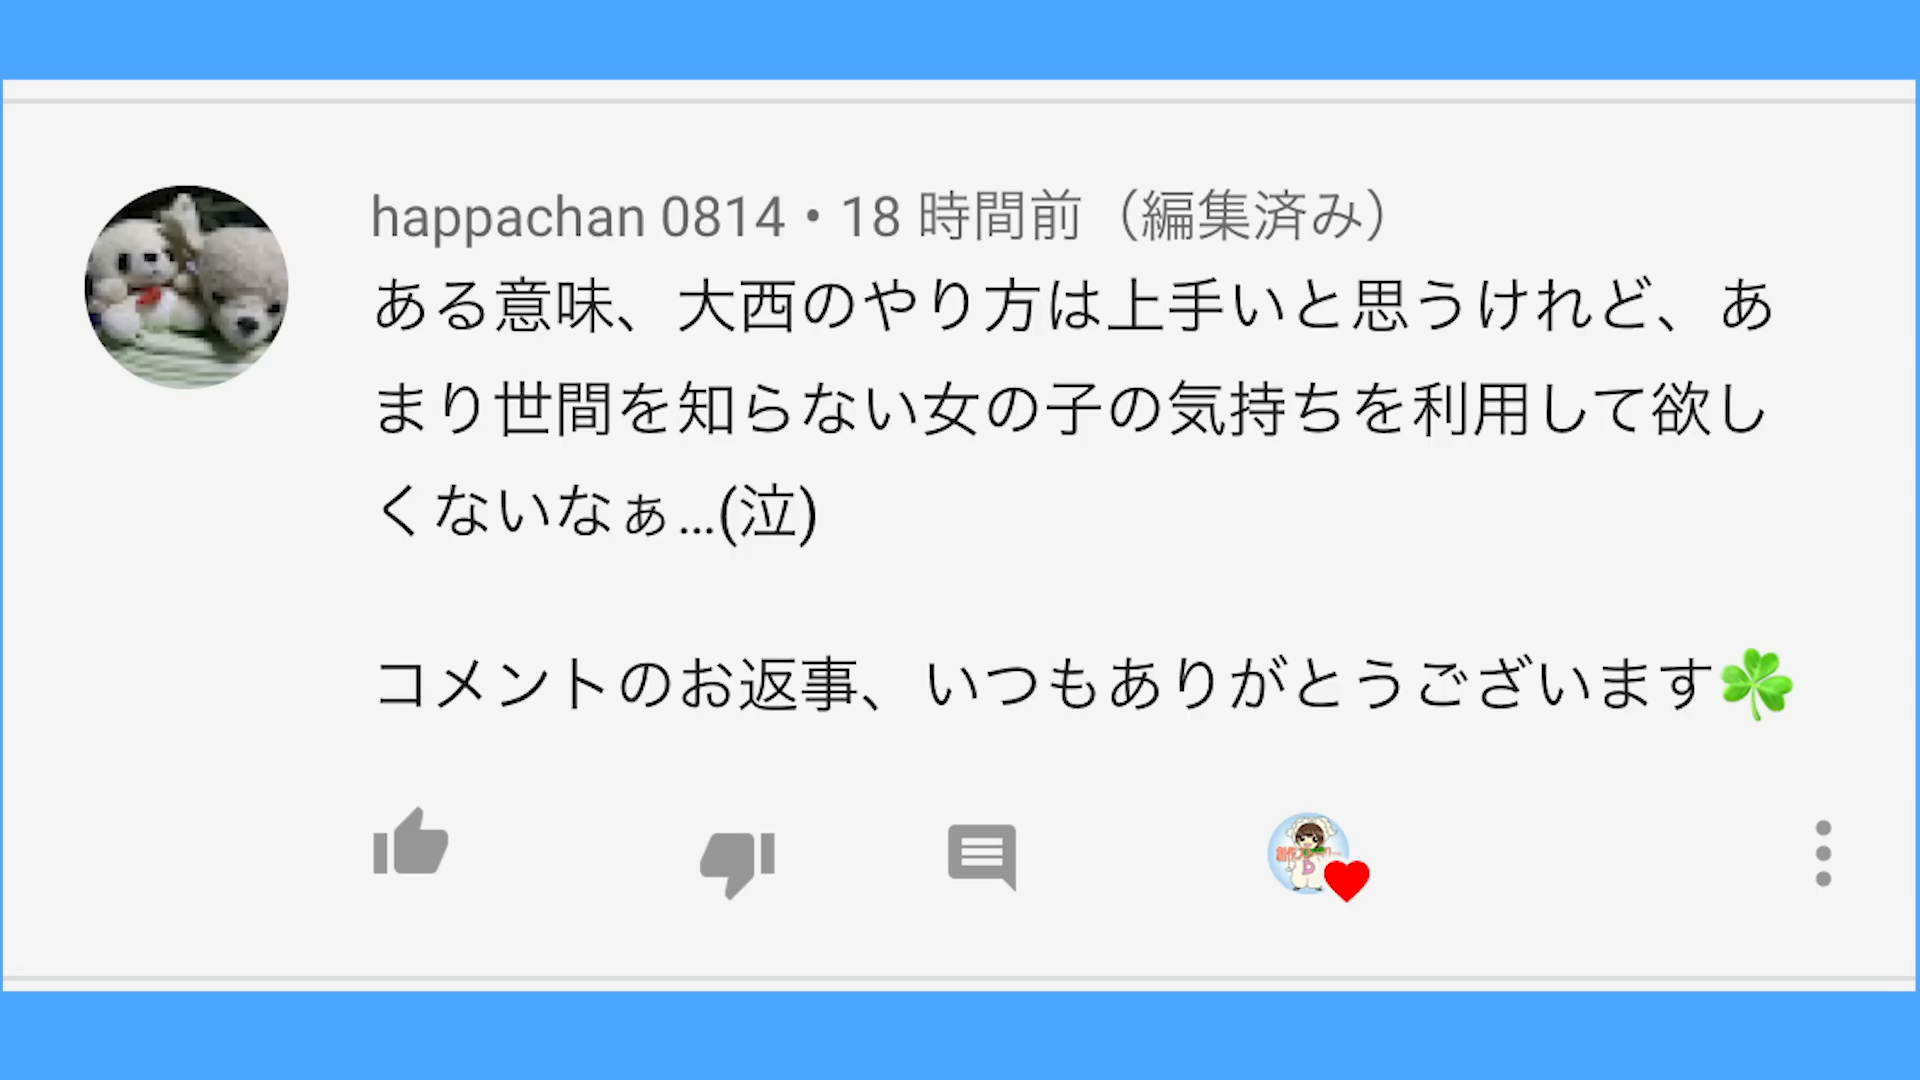 happachan 0814・18 時間前（編集済み）
ある意味、大西のやり方は上手いと思うけれど、あ
まり世間を知らない女の子の気持ちを利用して欲し
くないなぁ...(泣)
コメントのお返事、いつもありがとうございます☘️